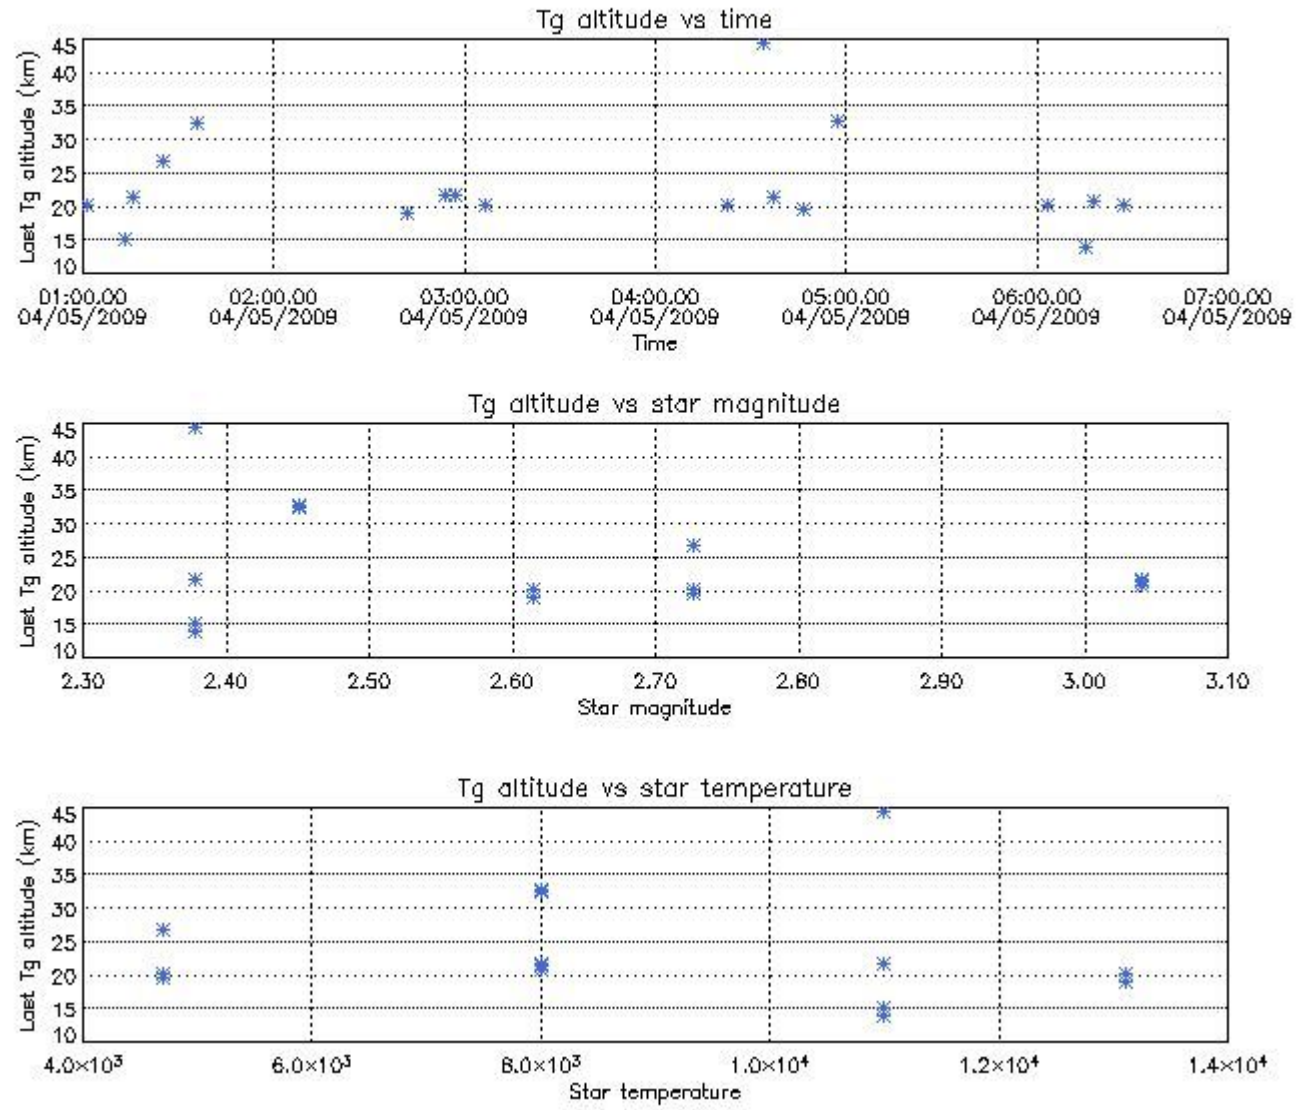 Tg altitude vs time
Last Tg altitude (km)
45
40
35
30
25
20
15
10
01:00.00 02:00.00 03:00.00 04:00.00 05:00.00 06:00.00 07:00.00
04/05/2009 04/05/2009 04/05/2009 04/05/2009 04/05/2009 04/05/2009 04/05/2009
Time
Tg altitude vs star magnitude
Last Tg altitude (km)
45
40
35
30
25
20
15
10
2.30 2.40 2.50 2.60 2.70 2.80 2.90 3.00 3.10
Star magnitude
Tg altitude vs star temperature
Last Tg altitude (km)
45
40
35
30
25
20
15
10
4.0×10³ 6.0×10³ 8.0×10³ 1.0×10⁴ 1.2×10⁴ 1.4×10⁴
Star temperature